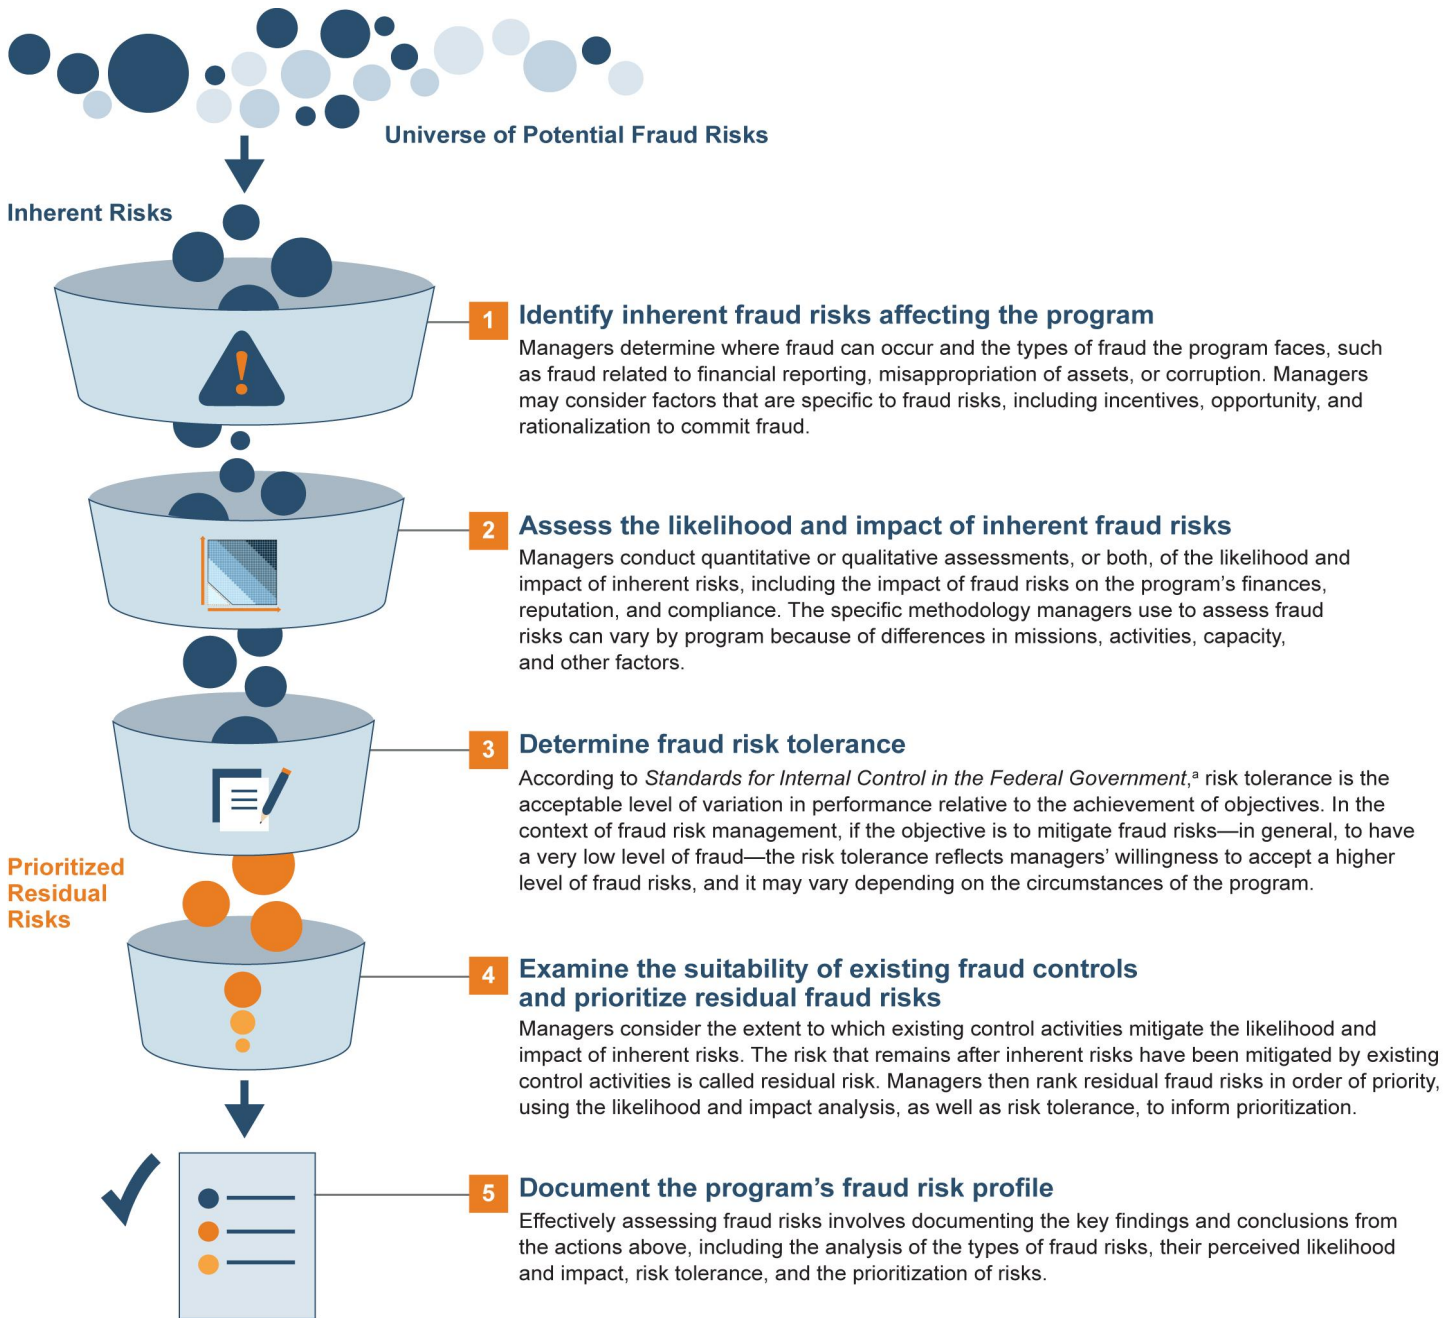 Universe of Potential Fraud Risks
Inherent Risks
1
Identify inherent fraud risks affecting the program
Managers determine where fraud can occur and the types of fraud the program faces, such
as fraud related to financial reporting, misappropriation of assets, or corruption. Managers
may consider factors that are specific to fraud risks, including incentives, opportunity, and
rationalization to commit fraud.
2
Assess the likelihood and impact of inherent fraud risks
Managers conduct quantitative or qualitative assessments, or both, of the likelihood and
impact of inherent risks, including the impact of fraud risks on the program’s finances,
reputation, and compliance. The specific methodology managers use to assess fraud
risks can vary by program because of differences in missions, activities, capacity,
and other factors.
3
Determine fraud risk tolerance
According to Standards for Internal Control in the Federal Government,ᵃ risk tolerance is the
acceptable level of variation in performance relative to the achievement of objectives. In the
context of fraud risk management, if the objective is to mitigate fraud risks—in general, to have
a very low level of fraud—the risk tolerance reflects managers’ willingness to accept a higher
level of fraud risks, and it may vary depending on the circumstances of the program.
Prioritized
Residual
Risks
4
Examine the suitability of existing fraud controls
and prioritize residual fraud risks
Managers consider the extent to which existing control activities mitigate the likelihood and
impact of inherent risks. The risk that remains after inherent risks have been mitigated by existing
control activities is called residual risk. Managers then rank residual fraud risks in order of priority,
using the likelihood and impact analysis, as well as risk tolerance, to inform prioritization.
5
Document the program’s fraud risk profile
Effectively assessing fraud risks involves documenting the key findings and conclusions from
the actions above, including the analysis of the types of fraud risks, their perceived likelihood
and impact, risk tolerance, and the prioritization of risks.